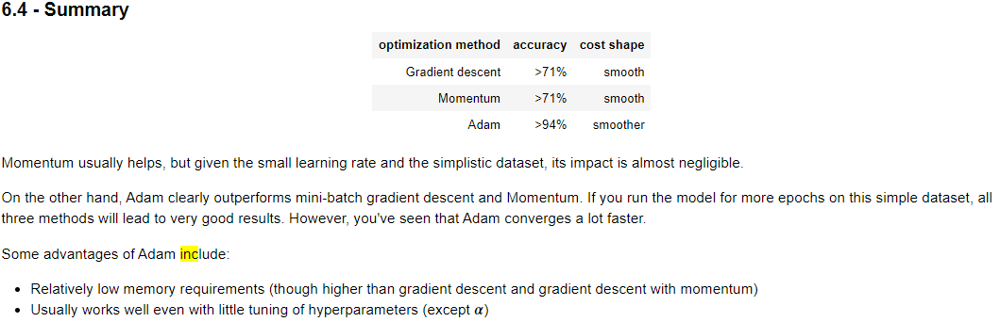 6.4 - Summary
optimization method accuracy cost shape
Gradient descent >71% smooth
Momentum >71% smooth
Adam >94% smoother
Momentum usually helps, but given the small learning rate and the simplistic dataset, its impact is almost negligible.
On the other hand, Adam clearly outperforms mini-batch gradient descent and Momentum. If you run the model for more epochs on this simple dataset, all
three methods will lead to very good results. However, you've seen that Adam converges a lot faster.
Some advantages of Adam include:
• Relatively low memory requirements (though higher than gradient descent and gradient descent with momentum)
• Usually works well even with little tuning of hyperparameters (except α)